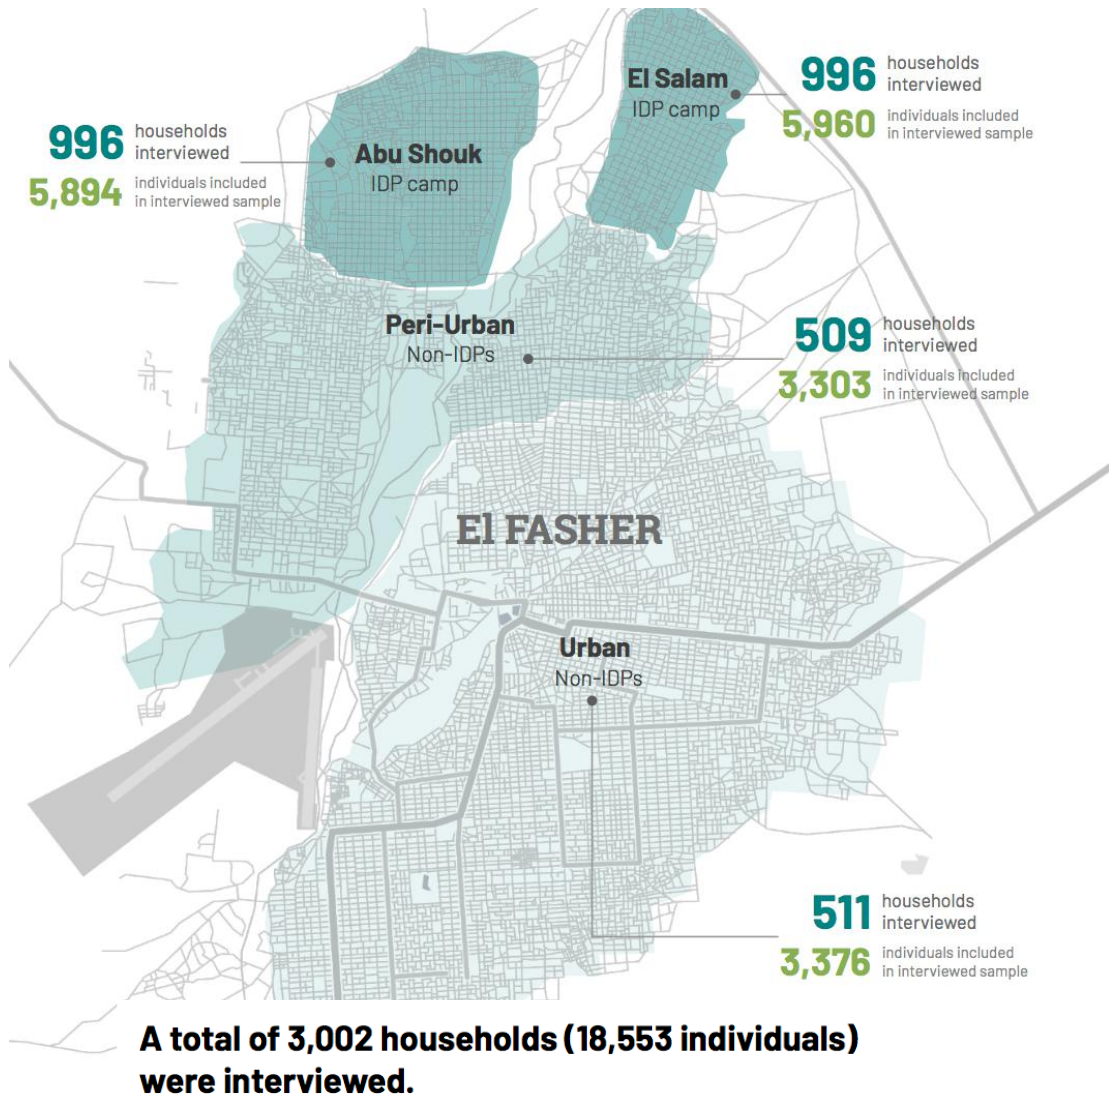 El Salam
IDP camp
996 households
interviewed
5,960 individuals included
in interviewed sample
996 households
interviewed
5,894 individuals included
in interviewed sample
Abu Shouk
IDP camp
Peri-Urban
Non-IDPs
509 households
interviewed
3,303 individuals included
in interviewed sample
El FASHER
Urban
Non-IDPs
511 households
interviewed
3,376 individuals included
in interviewed sample
A total of 3,002 households (18,553 individuals)
were interviewed.